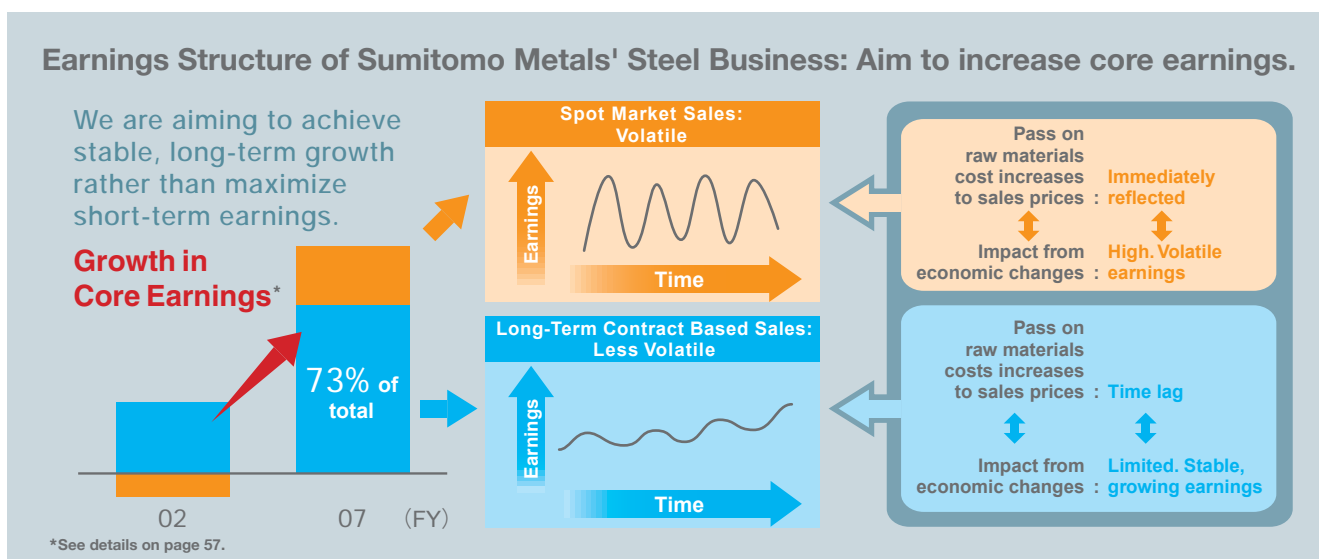 Earnings Structure of Sumitomo Metals' Steel Business: Aim to increase core earnings.
We are aiming to achieve
stable, long-term growth
rather than maximize
short-term earnings.
Growth in
Core Earnings*
73% of
total
02
07
(FY)
*See details on page 57.
Spot Market Sales:
Volatile
Earnings
Time
Long-Term Contract Based Sales:
Less Volatile
Earnings
Time
Pass on
raw materials
cost increases Immediately
to sales prices : reflected
Impact from High. Volatile
economic changes : earnings
Pass on
raw materials
costs increases
to sales prices : Time lag
Impact from Limited. Stable,
economic changes : growing earnings